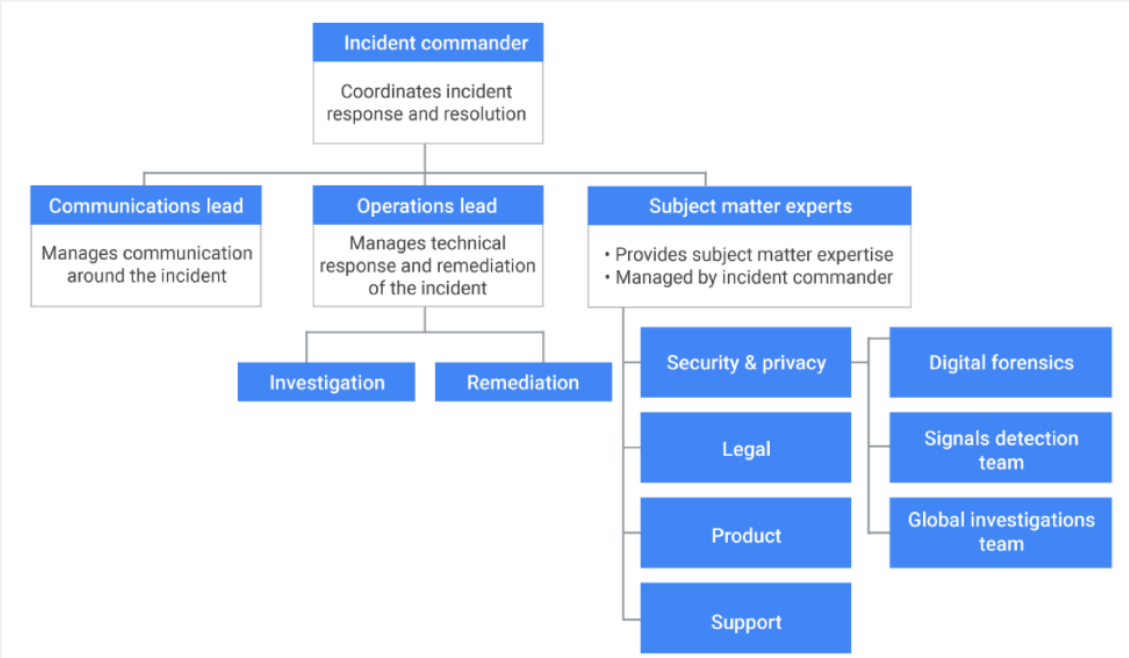 Incident commander
Coordinates incident
response and resolution
Communications lead
Manages communication
around the incident
Operations lead
Manages technical
response and remediation
of the incident
Subject matter experts
• Provides subject matter expertise
• Managed by incident commander
Investigation
Remediation
Security & privacy
Legal
Product
Support
Digital forensics
Signals detection
team
Global investigations
team